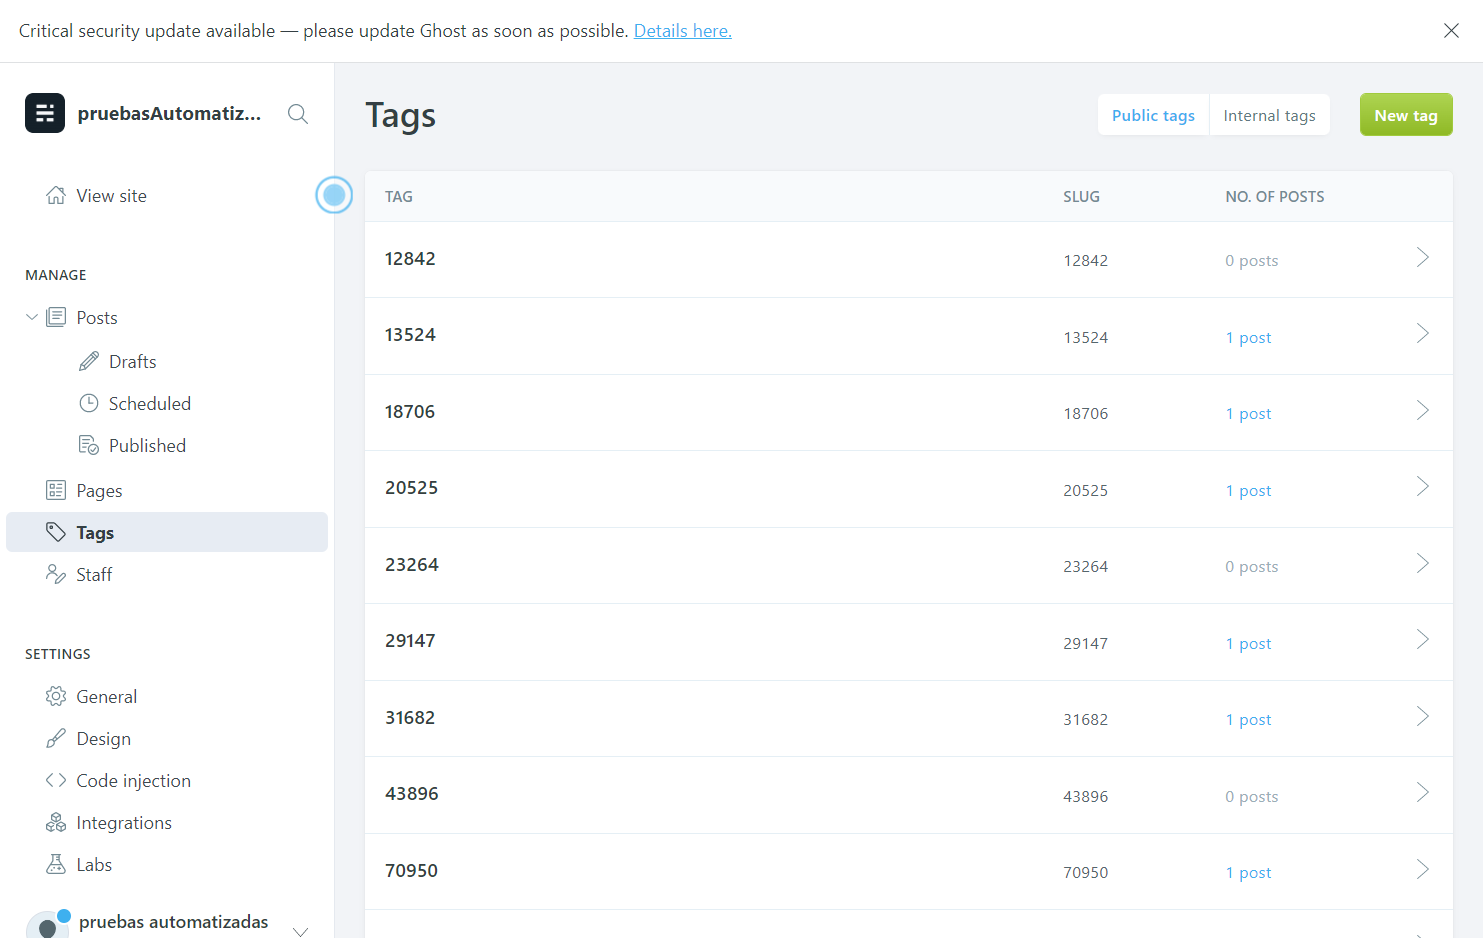 Critical security update available — please update Ghost as soon as possible. Details here.
pruebasAutomatiz...
View site
MANAGE
Posts
Drafts
Scheduled
Published
Pages
Tags
Staff
SETTINGS
General
Design
Code injection
Integrations
Labs
pruebas automatizadas
Tags
Public tags Internal tags
New tag
TAG SLUG NO. OF POSTS
12842 12842 0 posts
13524 13524 1 post
18706 18706 1 post
20525 20525 1 post
23264 23264 0 posts
29147 29147 1 post
31682 31682 1 post
43896 43896 0 posts
70950 70950 1 post